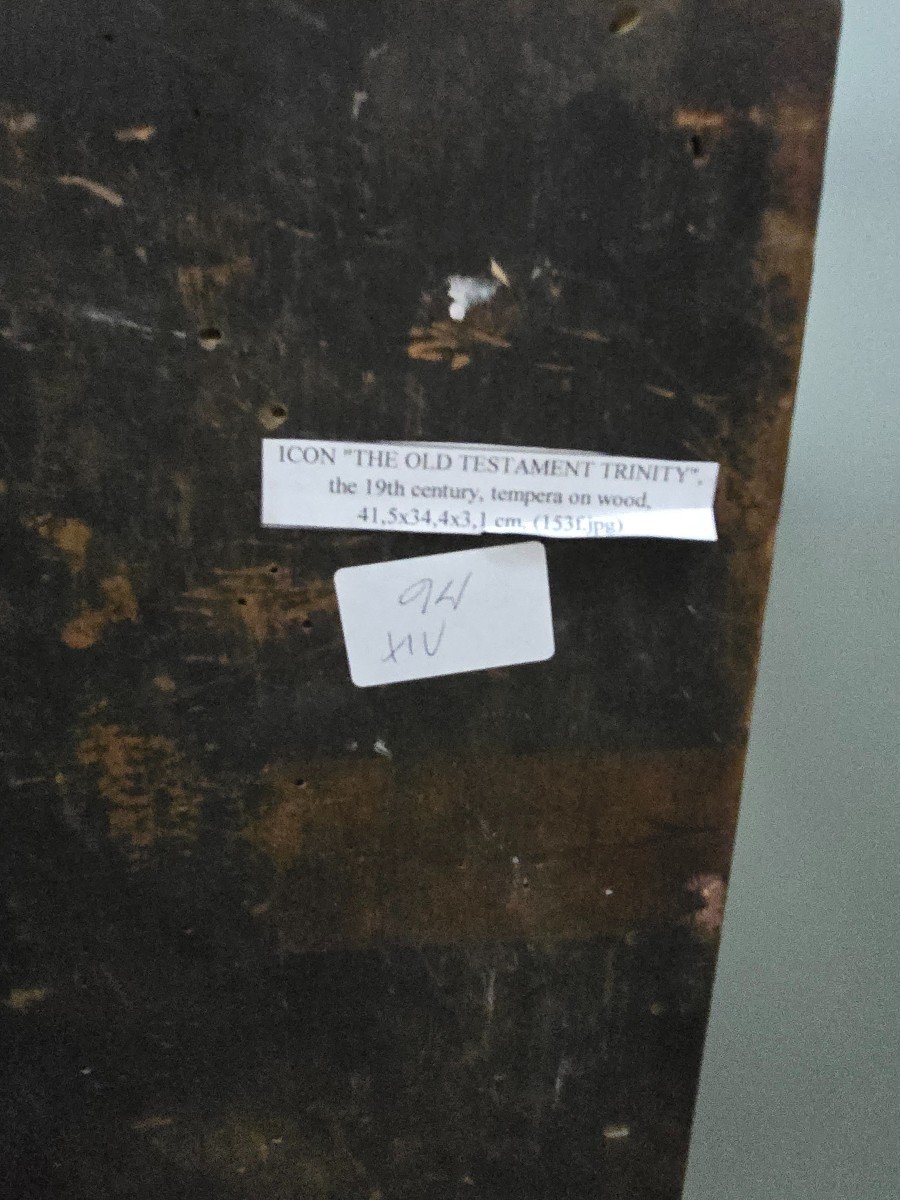 ICON "THE OLD TESTAMENT TRINITY",
the 19th century, tempera on wood,
41,5x34,4x3,1 cm. (153f.jpg)
94
XIV